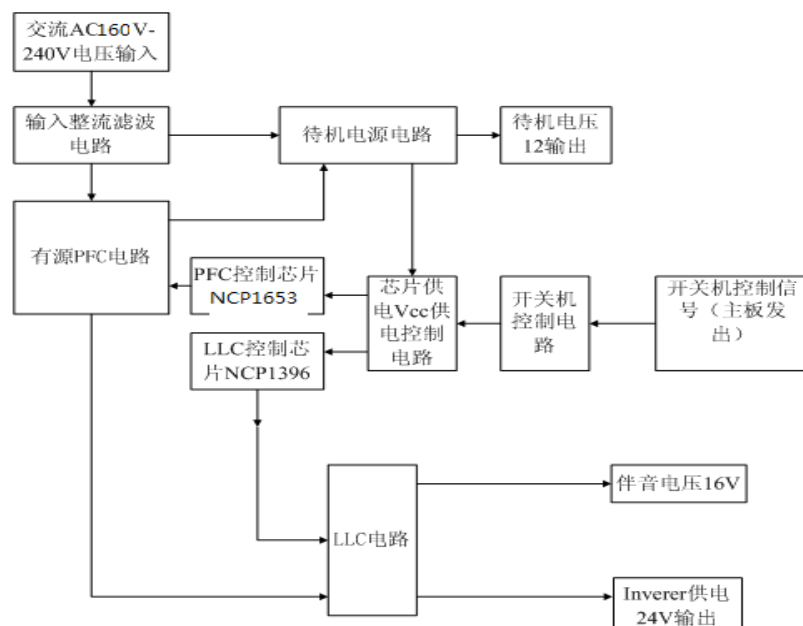 交流AC160V-
240V电压输入
输入整流滤波
电路
待机电源电路
待机电压
12输出
有源PFC电路
PFC控制芯片
NCP1653
芯片供
电Vcc供
电控制
电路
开关机
控制电
路
开关机控制信
号（主板发
出）
LLC控制芯
片NCP1396
LLC电路
伴音电压16V
Inverer供电
24V输出